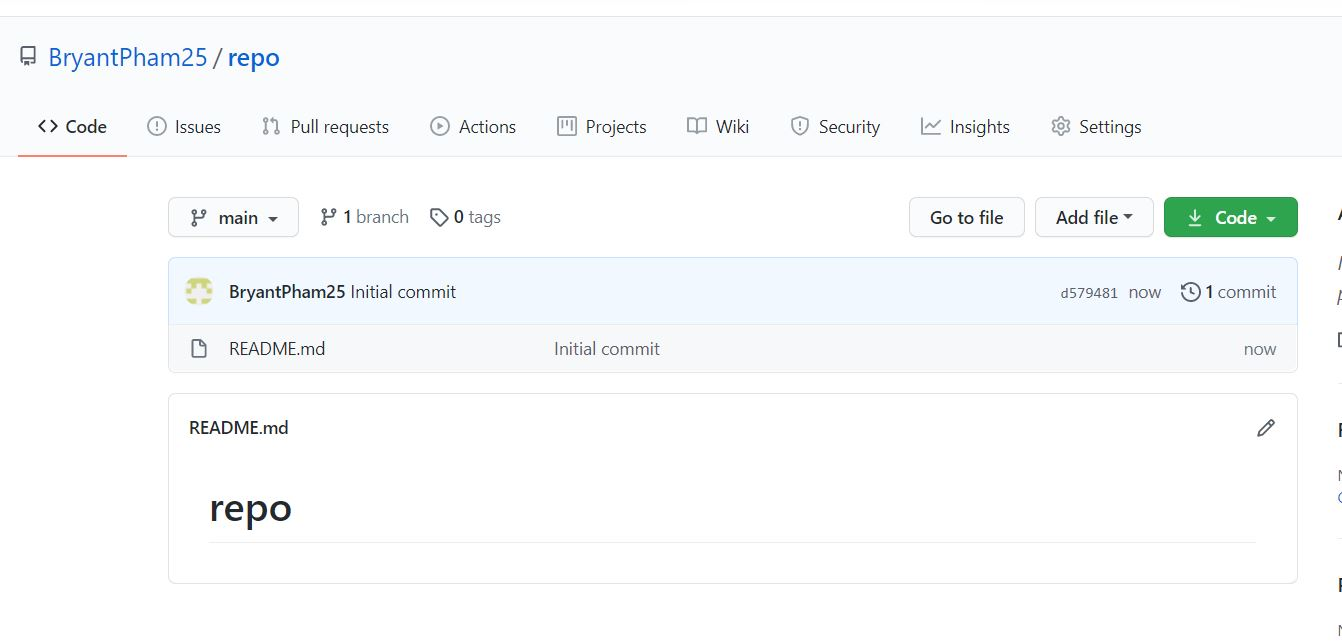 BryantPham25 / repo
Code Issues Pull requests Actions Projects Wiki Security Insights Settings
main 1 branch 0 tags Go to file Add file Code
BryantPham25 Initial commit d579481 now 1 commit
README.md Initial commit now
README.md
repo